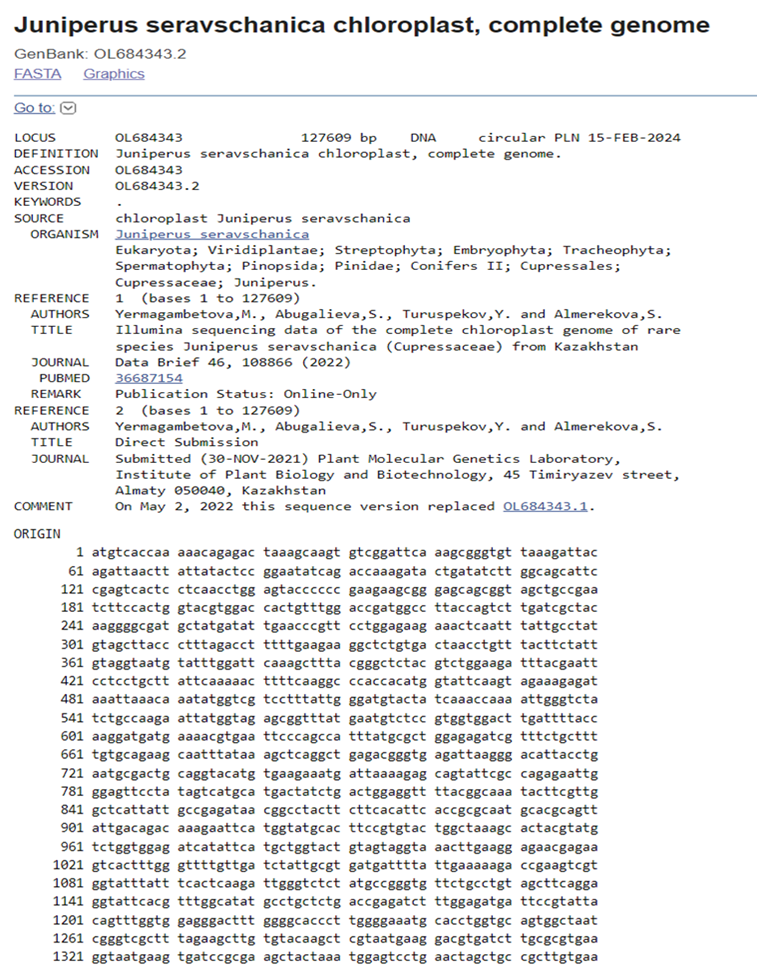 Juniperus seravschanica chloroplast, complete genome
GenBank: OL684343.2
FASTA Graphics
Go to:
LOCUS OL684343 127609 bp DNA circular PLN 15-FEB-2024
DEFINITION Juniperus seravschanica chloroplast, complete genome.
ACCESSION OL684343
VERSION OL684343.2
KEYWORDS .
SOURCE chloroplast Juniperus seravschanica
ORGANISM Juniperus seravschanica
Eukaryota; Viridiplantae; Streptophyta; Embryophyta; Tracheophyta;
Spermatophyta; Pinopsida; Pinidae; Conifers II; Cupressales;
Cupressaceae; Juniperus.
REFERENCE 1 (bases 1 to 127609)
AUTHORS Yermagambetova,M., Abugalieva,S., Turuspekov,Y. and Almerekova,S.
TITLE Illumina sequencing data of the complete chloroplast genome of rare
species Juniperus seravschanica (Cupressaceae) from Kazakhstan
JOURNAL Data Brief 46, 108866 (2022)
PUBMED 36687154
REMARK Publication Status: Online-Only
REFERENCE 2 (bases 1 to 127609)
AUTHORS Yermagambetova,M., Abugalieva,S., Turuspekov,Y. and Almerekova,S.
TITLE Direct Submission
JOURNAL Submitted (30-NOV-2021) Plant Molecular Genetics Laboratory,
Institute of Plant Biology and Biotechnology, 45 Timiryazev street,
Almaty 050040, Kazakhstan
COMMENT On May 2, 2022 this sequence version replaced OL684343.1.
ORIGIN
1 atgtcaccaa aaacagagac taaagcaagt gtcggattca aagcgggtgt taaagattac
61 agattaactt attatactcc ggaatatcag accaaagata ctgatatctt ggcagcattc
121 cgagtcactc ctcaacctgg agtacccccc gaagaagcgg gagcagcggt agctgccgaa
181 tcttccactg gtacgtggac cactgtttgg accgatggcc ttaccagtct tgatcgctac
241 aaggggcgat gctatgatat tgaacccgtt cctggagaag aaactcaatt tattgcctat
301 gtagcttacc ctttagacct ttttgaagaa ggctctgtga ctaacctgtt tacttctatt
361 gtaggtaatg tatttggatt caaagcttta cgggctctac gtctggaaga tttacgaatt
421 cctcctgctt attcaaaaac ttttcaaggc ccaccacatg gtattcaagt agaaagagat
481 aaattaaaca aatatggtcg tcctttattg ggatgtacta tcaaaccaaa attgggtcta
541 tctgccaaga attatggtag agcggtttat gaatgtctcc gtggtggact tgattttacc
601 aaggatgatg aaaacgtgaa ttcccagcca tttatgcgct ggagagatcg tttctgcttt
661 tgtgcagaag caatttataa agctcaggct gagacgggtg agattaaggg acattacctg
721 aatgcgactg caggtacatg tgaagaaatg attaaaagag cagtattcgc cagagaattg
781 ggagttccta tagtcatgca tgactatctg actggaggtt ttacggcaaa tacttcgttg
841 gctcattatt gccgagataa cggcctactt cttcacattc accgcgcaat gcacgcagtt
901 attgacagac aaagaattca tggtatgcac ttccgtgtac tggctaaagc actacgtatg
961 tctggtggag atcatattca tgctggtact gtagtaggta aacttgaagg agaacgagaa
1021 gtcactttgg gttttgttga tctattgcgt gatgatttta ttgaaaaaga ccgaagtcgt
1081 ggtatttatt tcactcaaga ttgggtctct atgccgggtg ttctgcctgt agcttcagga
1141 ggtattcacg tttggcatat gcctgctctg accgagatct ttggagatga ttccgtatta
1201 cagtttggtg gagggacttt ggggcaccct tggggaaatg cacctggtgc agtggctaat
1261 cgggtcgctt tagaagcttg tgtacaagct cgtaatgaag gacgtgatct tgcgcgtgaa
1321 ggtaatgaag tgatccgcga agctactaaa tggagtcctg aactagctgc cgcttgtgaa